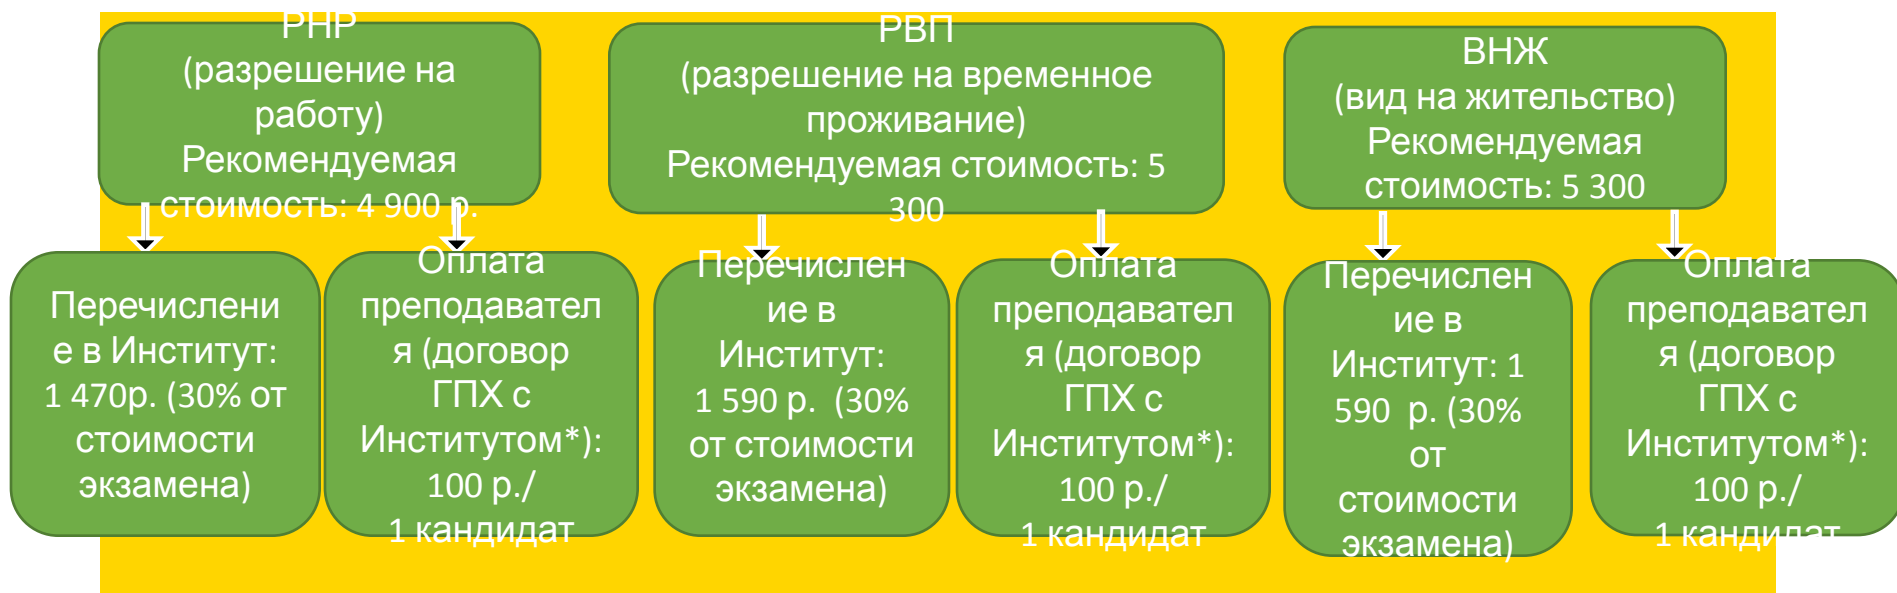 РНР
(разрешение на
работу)
Рекомендуемая
стоимость: 4 900 р.
РВП
(разрешение на временное
проживание)
Рекомендуемая стоимость: 5
300
ВНЖ
(вид на жительство)
Рекомендуемая
стоимость: 5 300
Перечислени
е в Институт:
1 470р. (30% от
стоимости
экзамена)
Оплата
преподавател
я (договор
ГПХ с
Институтом*):
100 р./
1 кандидат
Перечислен
ие в
Институт:
1 590 р. (30%
от стоимости
экзамена)
Оплата
преподавател
я (договор
ГПХ с
Институтом*):
100 р./
1 кандидат
Перечислен
ие в
Институт: 1
590 р. (30%
от
стоимости
экзамена)
Оплата
преподавател
я (договор
ГПХ с
Институтом*):
100 р./
1 кандидат